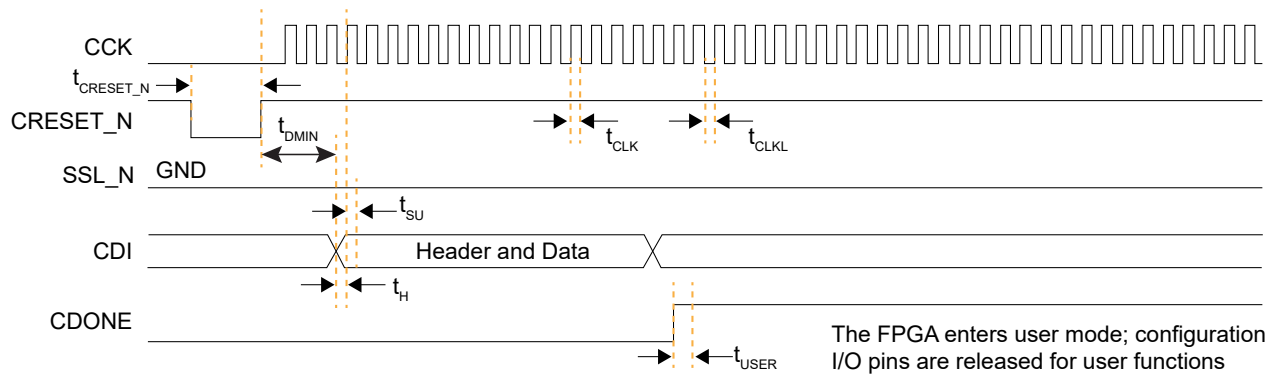 CCK
tCRESET_N
CRESET_N
tDMIN
tCLK
tCLKL
SSL_N
GND
tSU
CDI
Header and Data
tH
CDONE
tUSER
The FPGA enters user mode; configuration
I/O pins are released for user functions